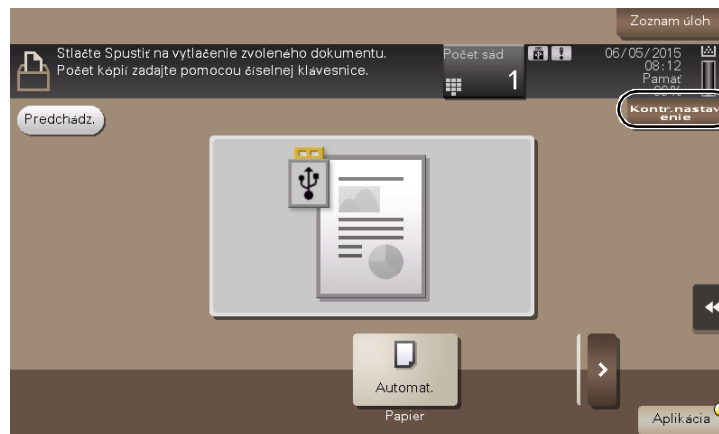 Zoznam úloh
Stlačte Spustiť na vytlačenie zvoleného dokumentu.
Počet kópií zadajte pomocou číselnej klávesnice.
Počet sád
1
06/05/2015
08:12
Pamäť
Kontr.nastav
enie
Predchádz.
Automat.
Papier
Aplikácia